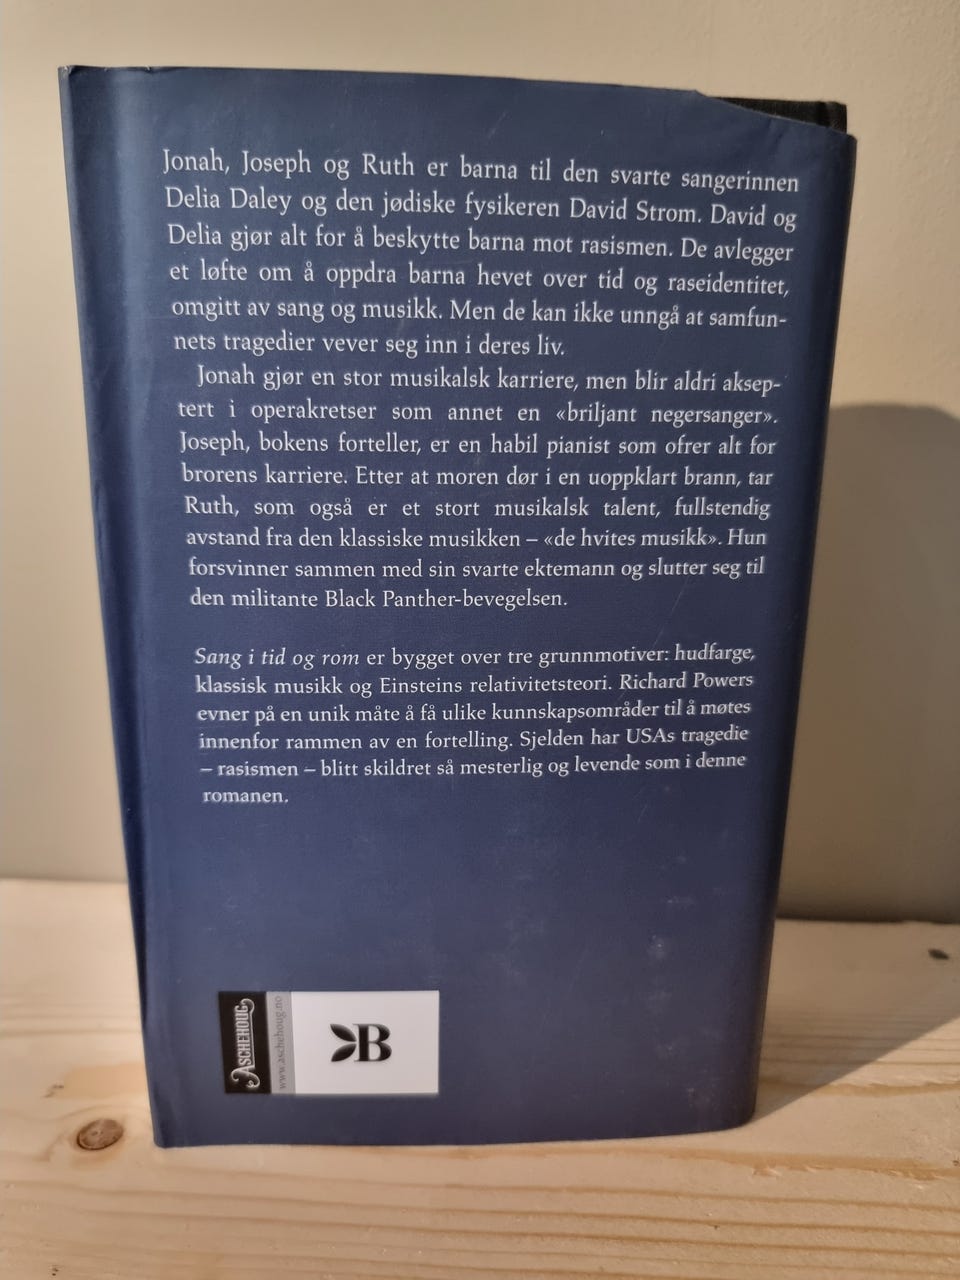 Jonah, Joseph og Ruth er barna til den svarte sangerinnen
Delia Daley og den jødiske fysikeren David Strom. David og
Delia gjør alt for å beskytte barna mot rasismen. De avlegger
et løfte om å oppdra barna hevet over tid og raseidentitet,
omgitt av sang og musikk. Men de kan ikke unngå at samfun-
nets tragedier vever seg inn i deres liv.
Jonah gjør en stor musikalsk karriere, men blir aldri aksep-
tert i operakretser som annet en «briljant negersanger».
Joseph, bokens forteller, er en habil pianist som ofrer alt for
brorens karriere. Etter at moren dør i en uoppklart brann, tar
Ruth, som også er et stort musikalsk talent, fullstendig
avstand fra den klassiske musikken – «de hvites musikk». Hun
forsvinner sammen med sin svarte ektemann og slutter seg til
den militante Black Panther-bevegelsen.
Sang i tid og rom er bygget over tre grunnmotiver: hudfarge,
klassisk musikk og Einsteins relativitetsteori. Richard Powers
evner på en unik måte å få ulike kunnskapsområder til å møtes
innenfor rammen av en fortelling. Sjelden har USAs tragedie
– rasismen – blitt skildret så mesterlig og levende som i denne
romanen.
ASCHEHOUG
www.aschehoug.no
B